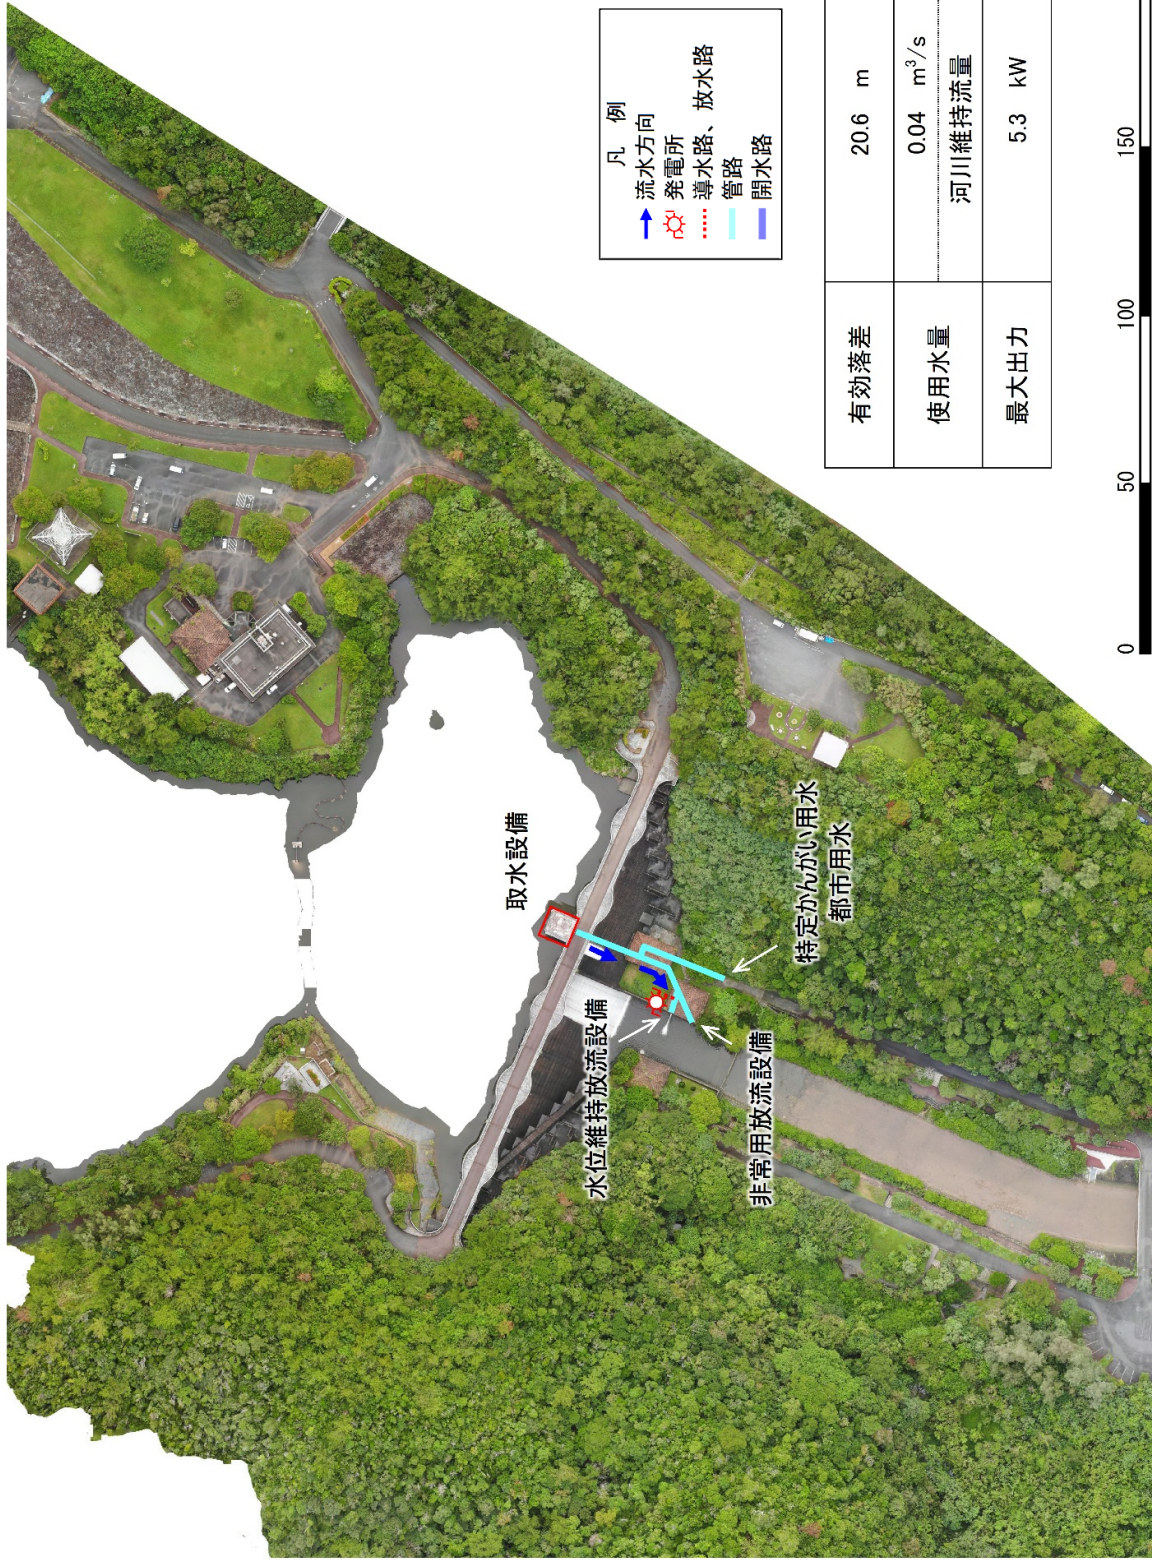 凡 例
流水方向
発電所
導水路、放水路
管路
開水路
有効落差 20.6 m
使用水量 0.04 m³/s
河川維持流量
最大出力 5.3 kW
取水設備
水位維持放流設備
非常用放流設備
特定かんがい用水
都市用水
0 50 100 150